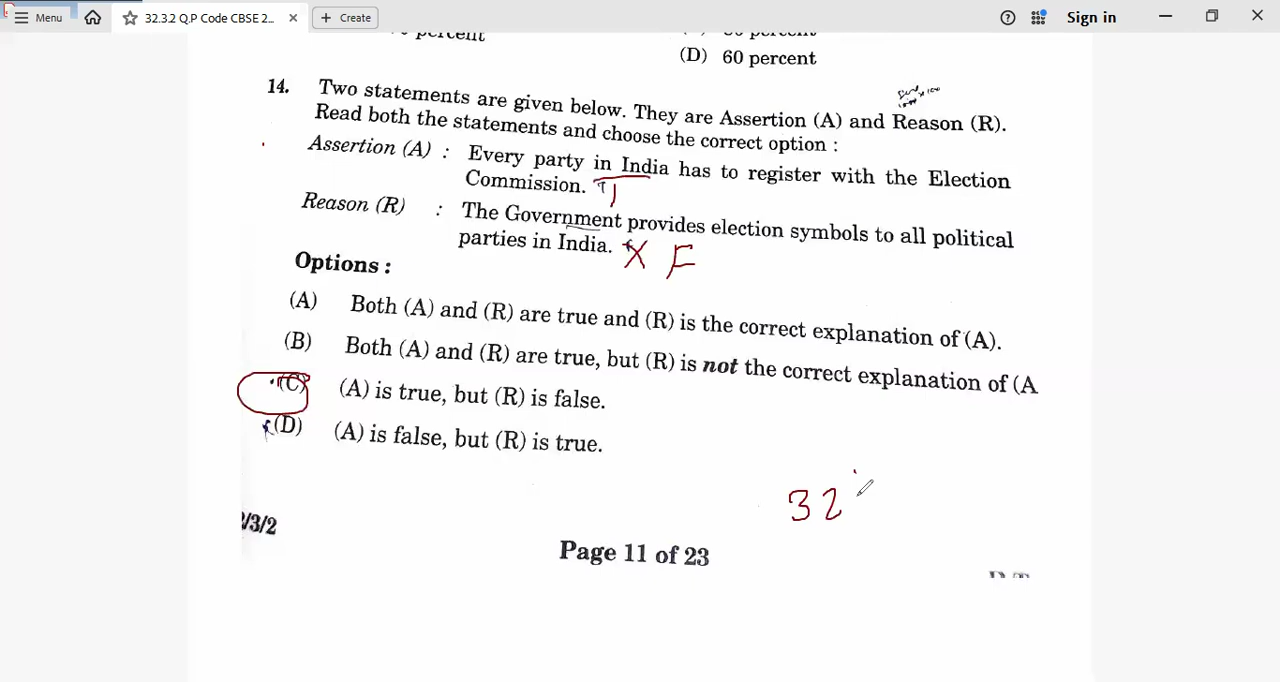 Menu
32.3.2 Q.P Code CBSE 2...
Create
Sign in
percent
percent
(D) 60 percent
14. Two statements are given below. They are Assertion (A) and Reason (R).
Read both the statements and choose the correct option :
Assertion (A) : Every party in India has to register with the Election
Commission. T
Reason (R) : The Government provides election symbols to all political
parties in India. X F
Options :
(A) Both (A) and (R) are true and (R) is the correct explanation of (A).
(B) Both (A) and (R) are true, but (R) is not the correct explanation of (A
(C) (A) is true, but (R) is false.
(D) (A) is false, but (R) is true.
32
/3/2
Page 11 of 23